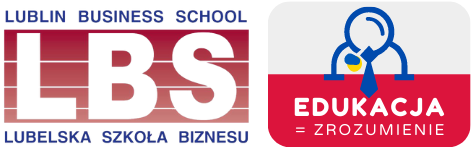 LUBLIN BUSINESS SCHOOL
LBS
LUBELSKA SZKOŁA BIZNESU
EDUKACJA
= ZROZUMIENIE